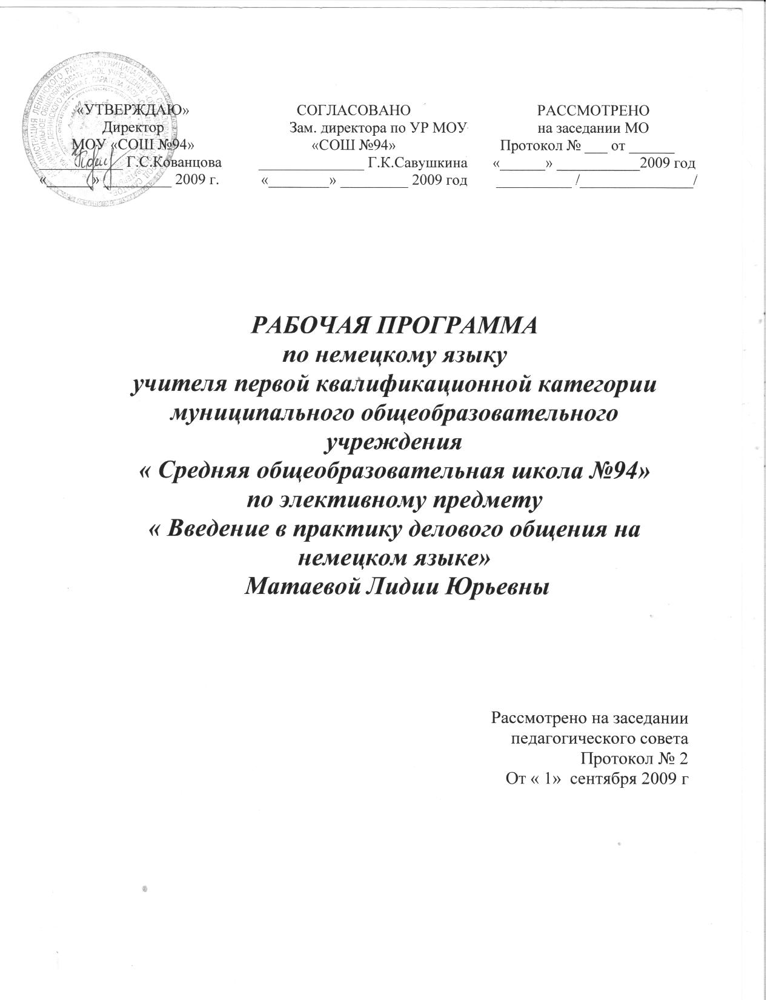 «УТВЕРЖДАЮ»
Директор
МОУ «СОШ №94»
___________ Г.С.Кованцова
«______» _________ 2009 г.
СОГЛАСОВАНО
Зам. директора по УР МОУ
«СОШ №94»
______________ Г.К.Савушкина
«________» _________ 2009 год
РАССМОТРЕНО
на заседании МО
Протокол № ___ от ______
«______» ___________2009 год
__________ /_______________/
РАБОЧАЯ ПРОГРАММА
по немецкому языку
учителя первой квалификационной категории
муниципального общеобразовательного
учреждения
« Средняя общеобразовательная школа №94»
по элективному предмету
« Введение в практику делового общения на
немецком языке»
Матаевой Лидии Юрьевны
Рассмотрено на заседании
педагогического совета
Протокол № 2
От « 1» сентября 2009 г